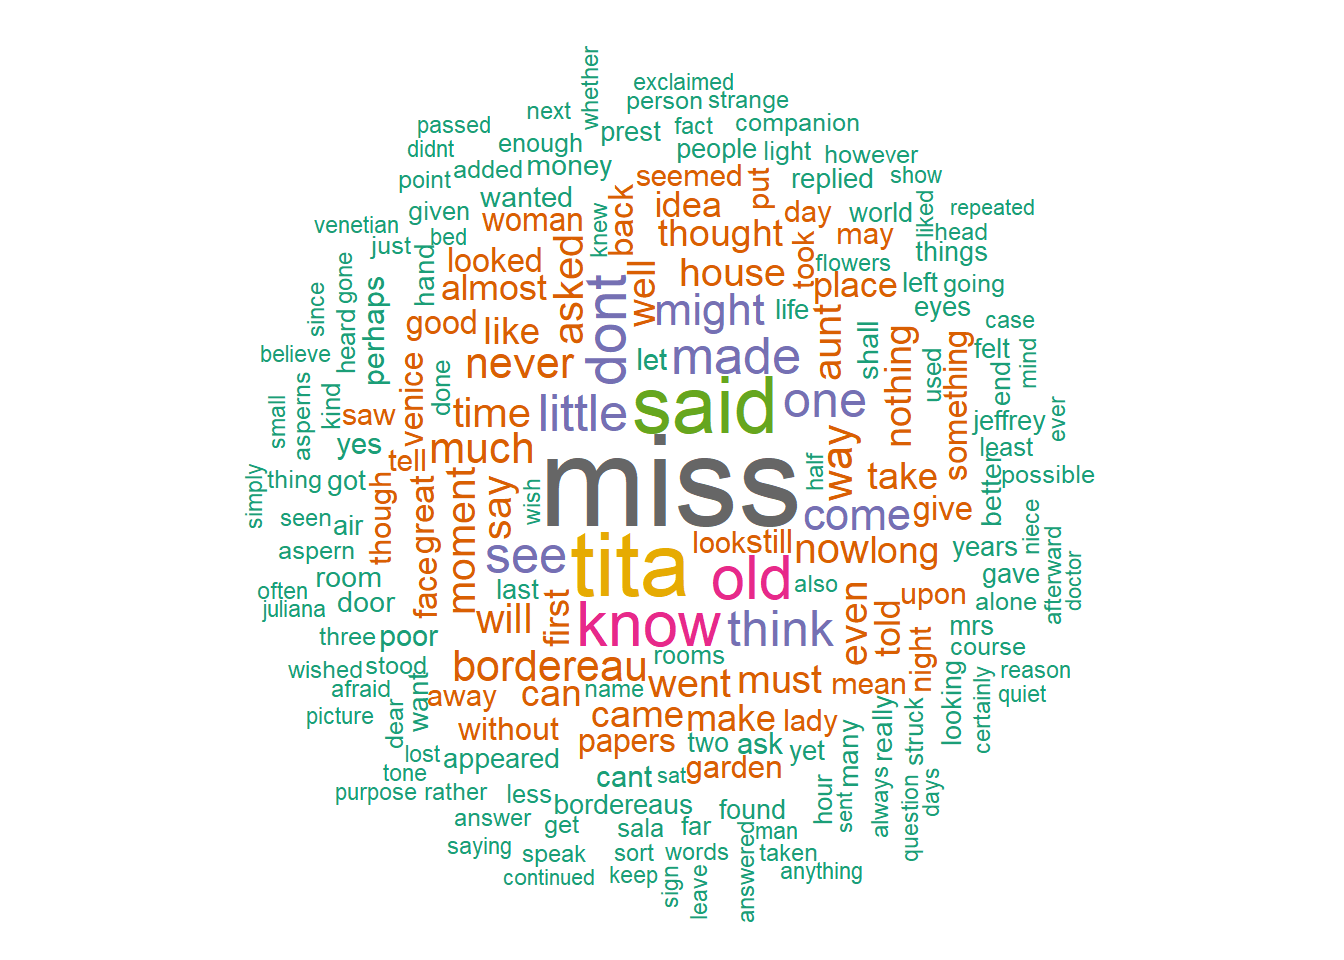 exclaimed
whether
person strange
next
prest fact companion
passed
enough
people light however
didnt
added money
seemed put replied show
point
wanted
given woman
knew back idea
day world liked repeated
venetian
bed
thought
took may head
just
looked asked
well house flowers things
since
heard gone
perhaps
hand almost
dont might life place left going
good like
aunt shall nothing eyes
case
believe
never
let made
used something felt end mind
small
asperns kind
saw venice done time little said one
jeffrey ever
yes
tell much
miss
half way take least
simply
thing got
though great moment say wish
come give better possible
seen air
see tita look still now long years niece
aspern
face
often
room
last
old also
gave afterward doctor
juliana door
will first know think even told upon alone
three poor
night mrs
course
wished stood
bordereau rooms
went must mean looking certainly reason
afraid
away can name
quiet
picture
dear want
without came make lady many really struck
papers two ask yet
lost appeared
tone
cant sat garden
purpose rather less bordereaus found hour sent always question days
answer
get sala far man
saying
speak sort words answered taken
continued keep sign leave anything